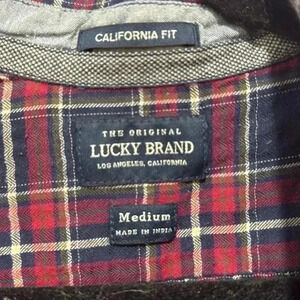 CALIFORNIA FIT
THE ORIGINAL
LUCKY BRAND
LOS ANGELES, CALIFORNIA
Medium
MADE IN INDIA